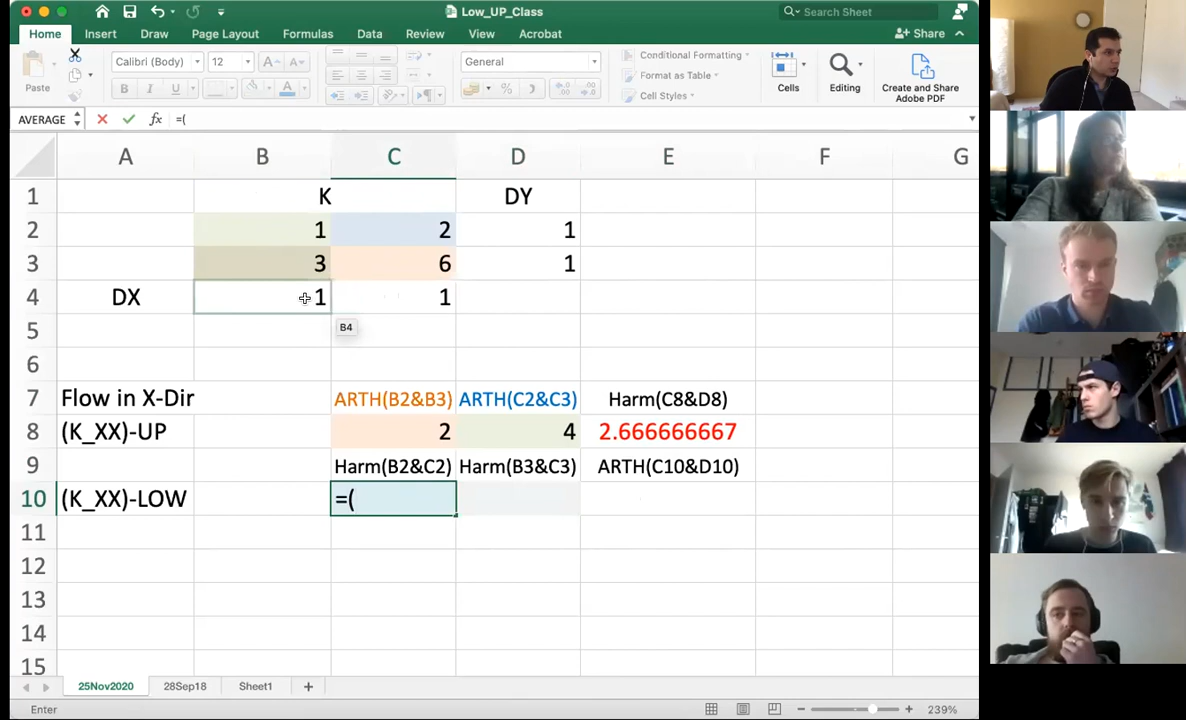 Low_UP_Class
Search Sheet
Home Insert Draw Page Layout Formulas Data Review View Acrobat Share
Paste
Calibri (Body) 12 A A
B I U A
General
%
Conditional Formatting
Format as Table
Cell Styles
Cells
Editing
Create and Share
Adobe PDF
AVERAGE fx =(
A B C D E F G
1 K DY
2 1 2 1
3 3 6 1
4 DX 1 1
5 B4
6
7 Flow in X-Dir ARTH(B2&B3) ARTH(C2&C3) Harm(C8&D8)
8 (K_XX)-UP 2 4 2.666666667
9 Harm(B2&C2) Harm(B3&C3) ARTH(C10&D10)
10 (K_XX)-LOW =(
11
12
13
14
15
25Nov2020 28Sep18 Sheet1
Enter 239%